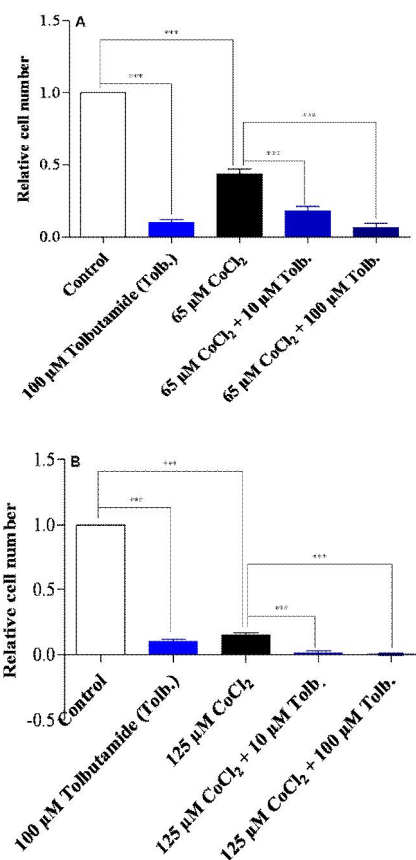 A
1.5
1.0
0.5
0.0
Relative cell number
***
***
***
***
Control
100 µM Tolbutamide (Tolb.)
65 µM CoCl₂
65 µM CoCl₂ + 10 µM Tolb.
65 µM CoCl₂ + 100 µM Tolb.
B
1.5
1.0
0.5
0.0
-0.5
Relative cell number
***
***
***
***
Control
100 µM Tolbutamide (Tolb.)
125 µM CoCl₂
125 µM CoCl₂ + 10 µM Tolb.
125 µM CoCl₂ + 100 µM Tolb.